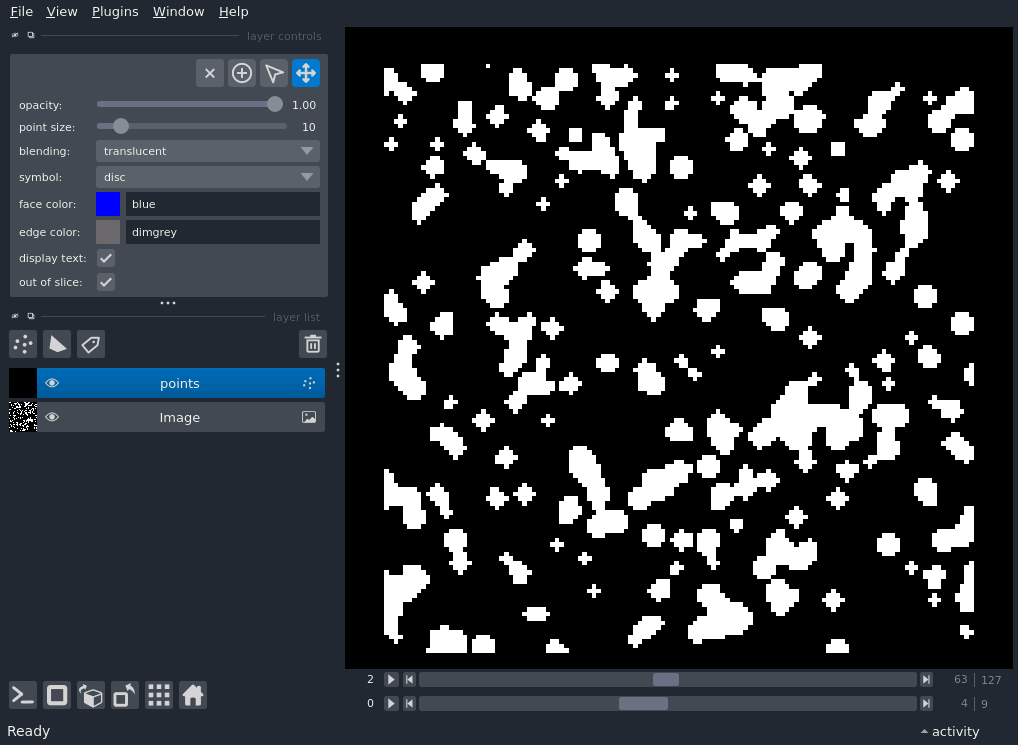 File View Plugins Window Help
layer controls
opacity: 1.00
point size: 10
blending: translucent
symbol: disc
face color: blue
edge color: dimgrey
display text:
out of slice:
layer list
points
Image
2 63 127
0 4 9
Ready activity